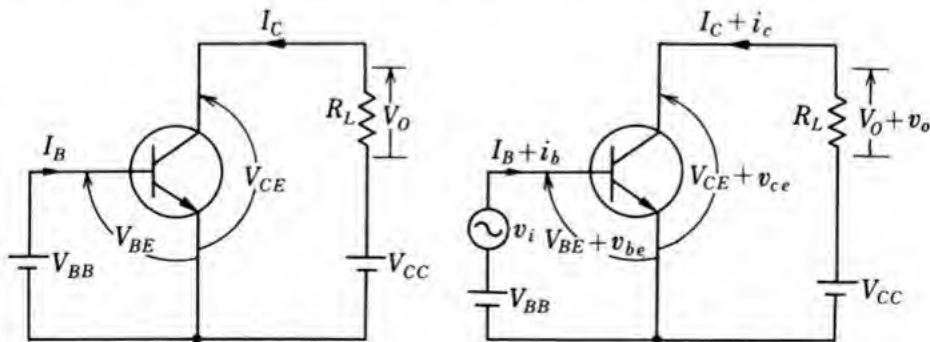 I_C
R_L
V_O
I_B
V_CE
V_BE
V_BB
V_CC
I_C + i_c
R_L
V_O + v_o
I_B + i_b
V_CE + v_ce
v_i
V_BE + v_be
V_BB
V_CC